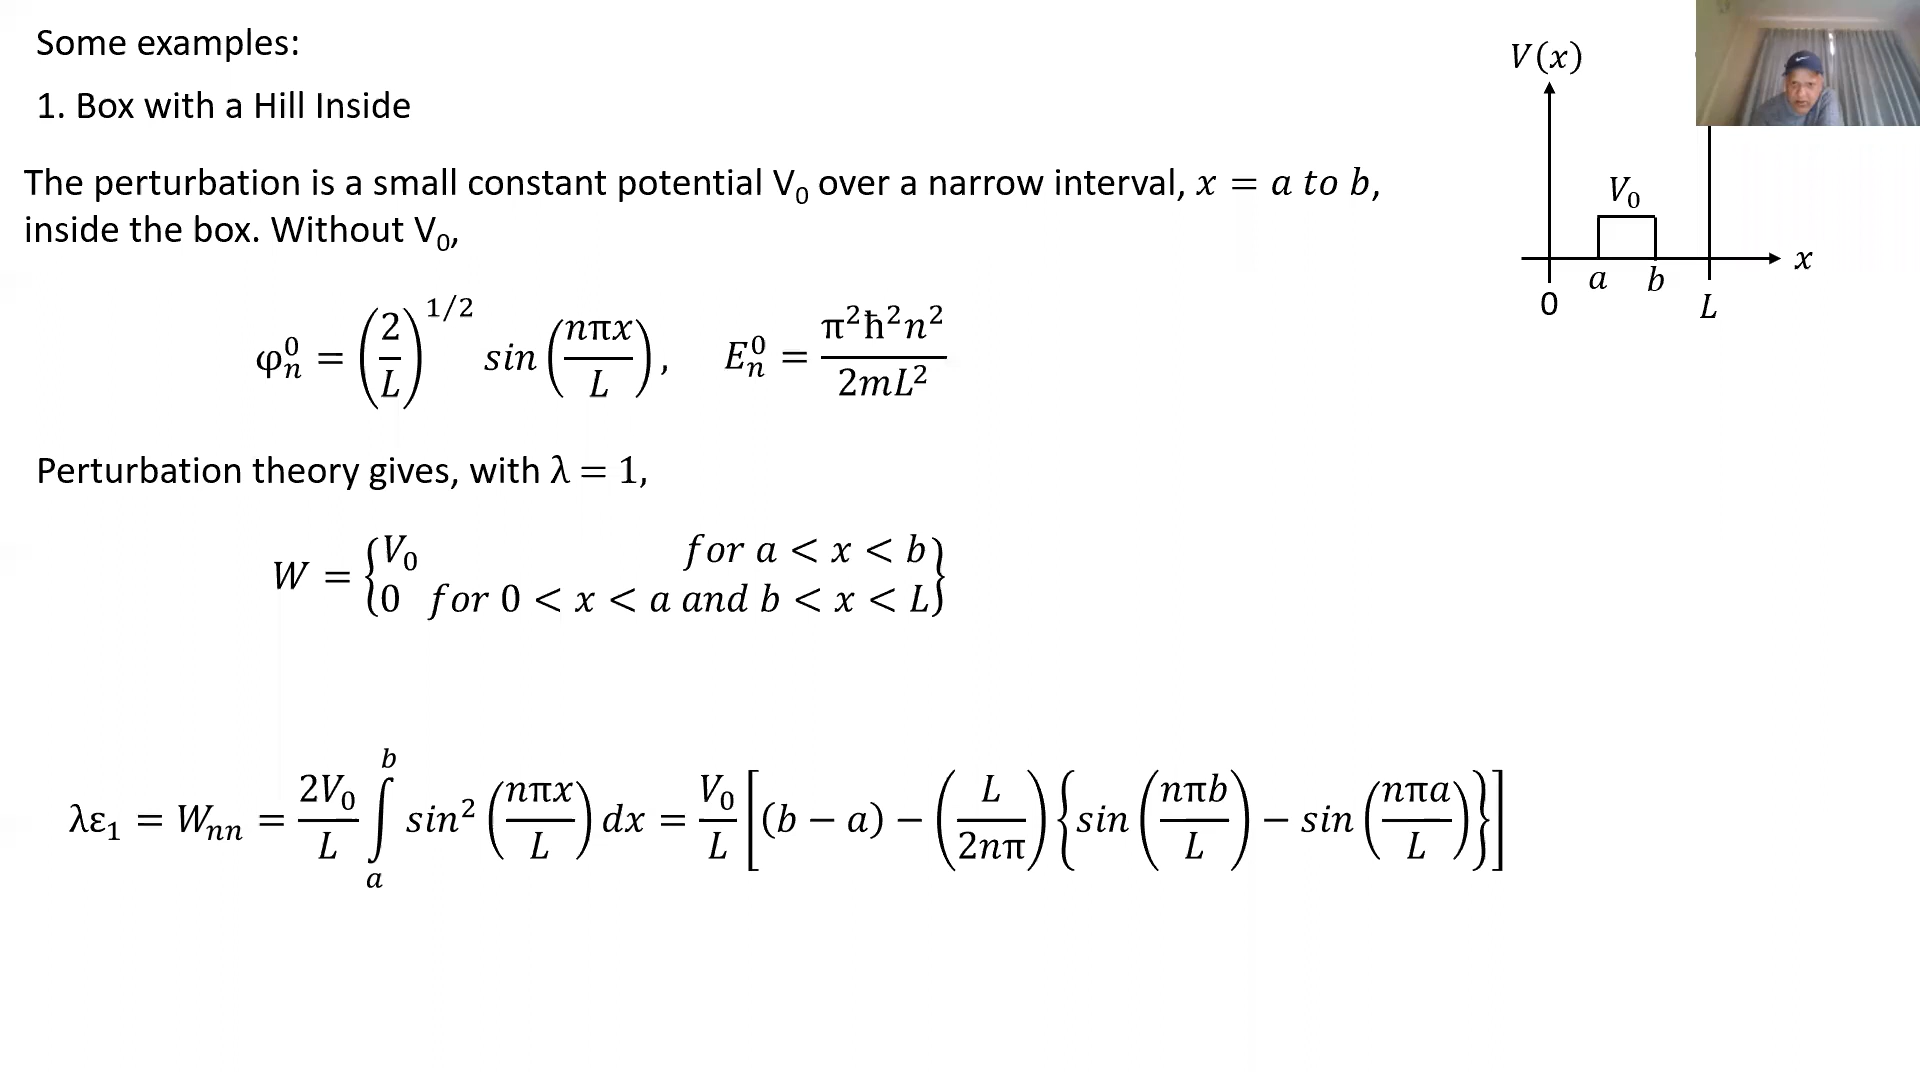 Some examples:
1. Box with a Hill Inside
The perturbation is a small constant potential V₀ over a narrow interval, x = a to b,
inside the box. Without V₀,
φₙ⁰ = (2/L)^1/2 sin (nπx/L), Eₙ⁰ = π²ħ²n²/2mL²
Perturbation theory gives, with λ = 1,
W = {V₀ for a < x < b
0 for 0 < x < a and b < x < L}
λε₁ = Wₙₙ = 2V₀/L ∫ₐᵇ sin² (nπx/L) dx = V₀/L [(b − a) − (L/2nπ) {sin (nπb/L) − sin (nπa/L)}]
V(x)
V₀
x
a
b
0
L